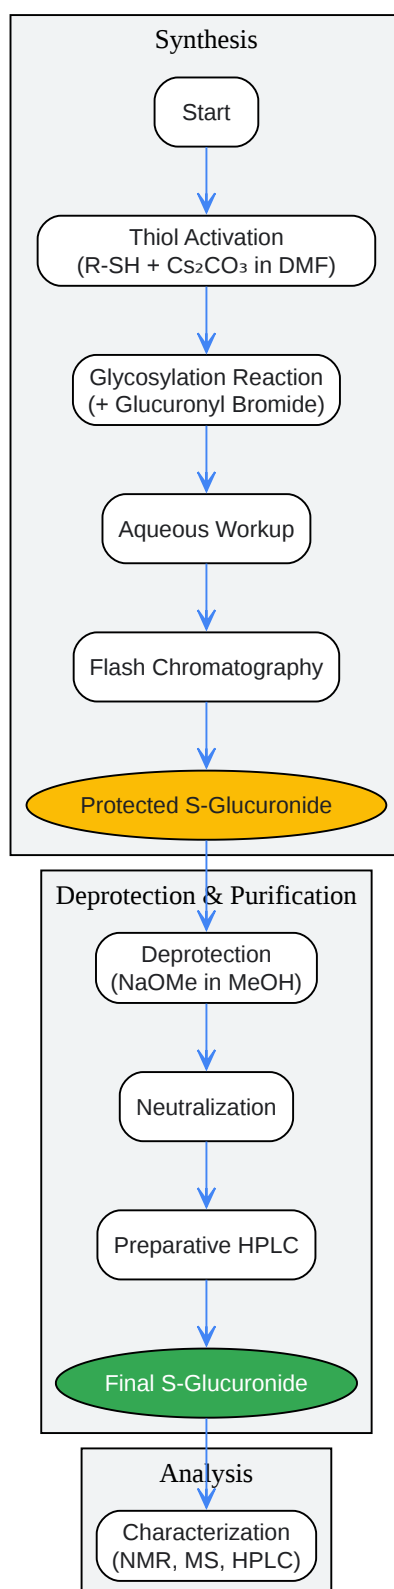 Synthesis
Start
Thiol Activation
(R-SH + Cs₂CO₃ in DMF)
Glycosylation Reaction
(+ Glucuronyl Bromide)
Aqueous Workup
Flash Chromatography
Protected S-Glucuronide
Deprotection & Purification
Deprotection
(NaOMe in MeOH)
Neutralization
Preparative HPLC
Final S-Glucuronide
Analysis
Characterization
(NMR, MS, HPLC)